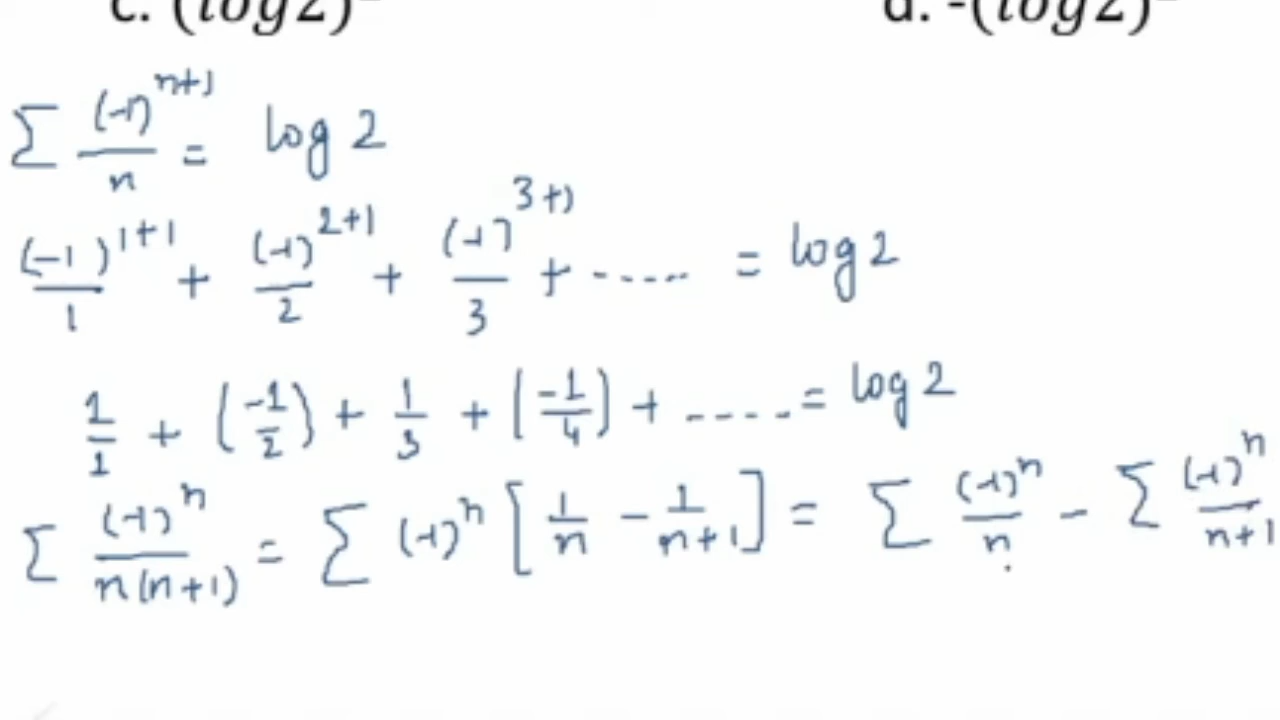 c. (log2)² d. -(log2)²
∑ (-1)^(n+1)/n = log 2
(-1)^(1+1)/1 + (-1)^(2+1)/2 + (-1)^(3+1)/3 + ..... = log 2
1/1 + (-1/2) + 1/3 + (-1/4) + ..... = log 2
∑ (-1)^n/n(n+1) = ∑ (-1)^n [1/n - 1/n+1] = ∑ (-1)^n/n - ∑ (-1)^n/n+1